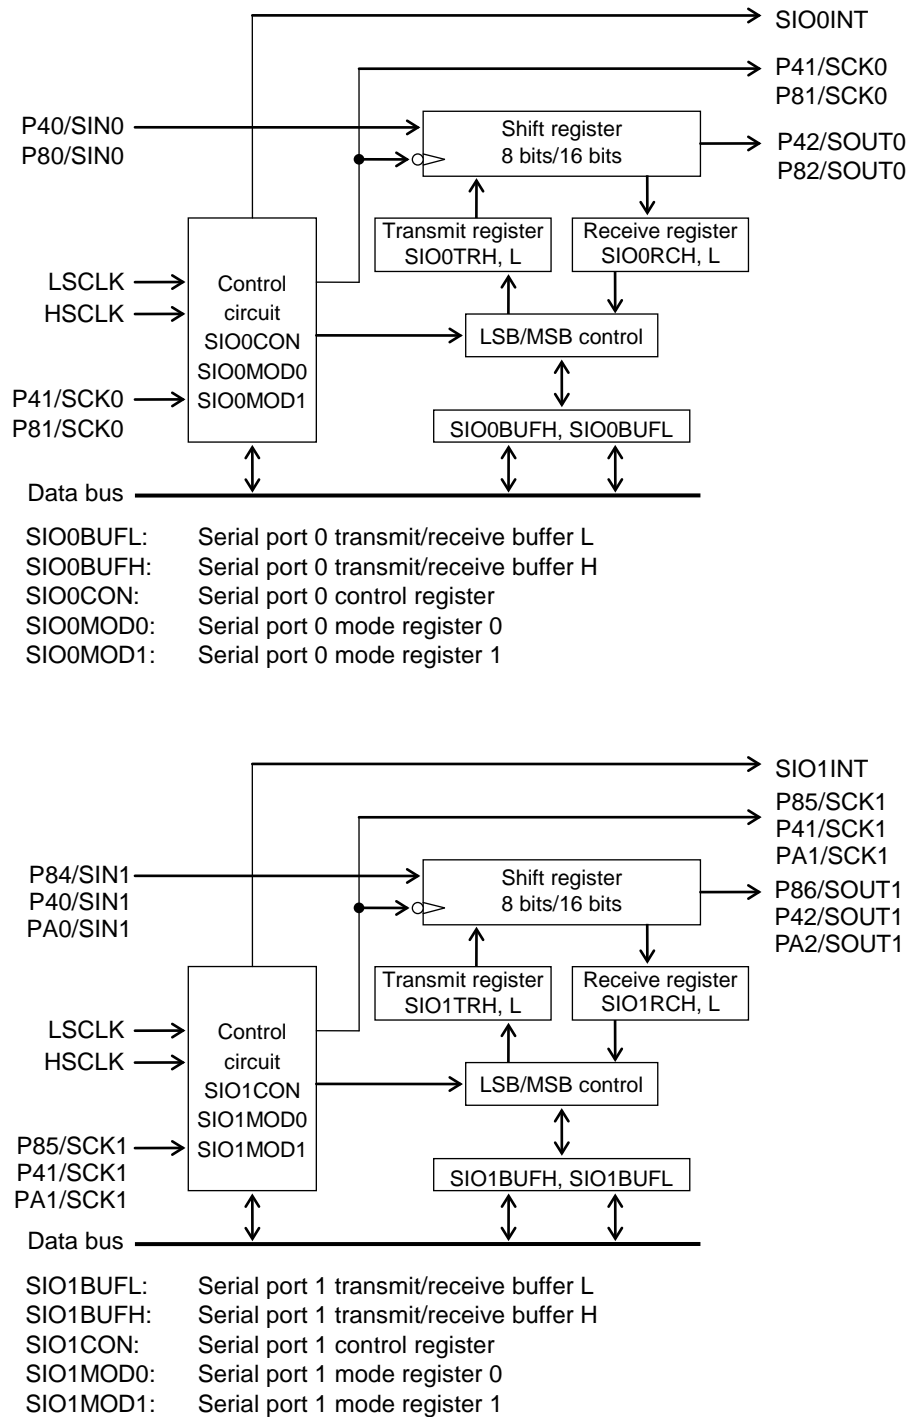 SIO0INT
P41/SCK0
P81/SCK0
P40/SIN0
P80/SIN0
Shift register
8 bits/16 bits
P42/SOUT0
P82/SOUT0
Transmit register
SIO0TRH, L
Receive register
SIO0RCH, L
LSCLK
HSCLK
Control
circuit
SIO0CON
SIO0MOD0
SIO0MOD1
LSB/MSB control
P41/SCK0
P81/SCK0
SIO0BUFH, SIO0BUFL
Data bus
SIO0BUFL: Serial port 0 transmit/receive buffer L
SIO0BUFH: Serial port 0 transmit/receive buffer H
SIO0CON: Serial port 0 control register
SIO0MOD0: Serial port 0 mode register 0
SIO0MOD1: Serial port 0 mode register 1
SIO1INT
P85/SCK1
P41/SCK1
PA1/SCK1
P84/SIN1
P40/SIN1
PA0/SIN1
Shift register
8 bits/16 bits
P86/SOUT1
P42/SOUT1
PA2/SOUT1
Transmit register
SIO1TRH, L
Receive register
SIO1RCH, L
LSCLK
HSCLK
Control
circuit
SIO1CON
SIO1MOD0
SIO1MOD1
LSB/MSB control
P85/SCK1
P41/SCK1
PA1/SCK1
SIO1BUFH, SIO1BUFL
Data bus
SIO1BUFL: Serial port 1 transmit/receive buffer L
SIO1BUFH: Serial port 1 transmit/receive buffer H
SIO1CON: Serial port 1 control register
SIO1MOD0: Serial port 1 mode register 0
SIO1MOD1: Serial port 1 mode register 1